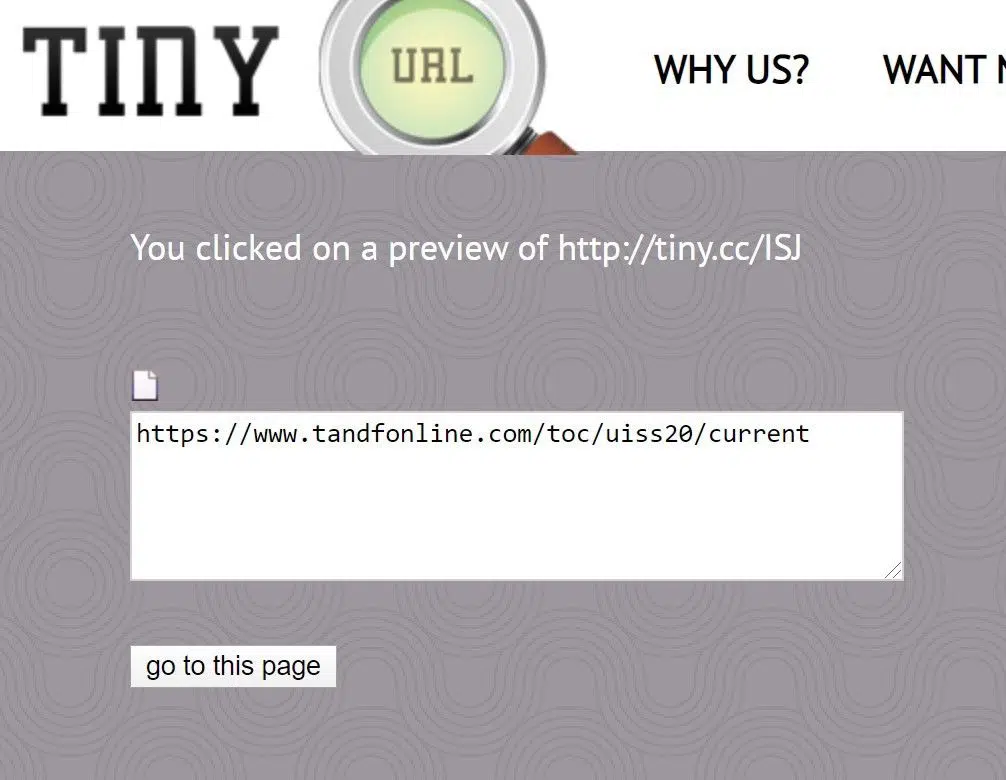 TINY URL WHY US? WANT
You clicked on a preview of http://tiny.cc/ISJ
https://www.tandfonline.com/toc/uiss20/current
go to this page